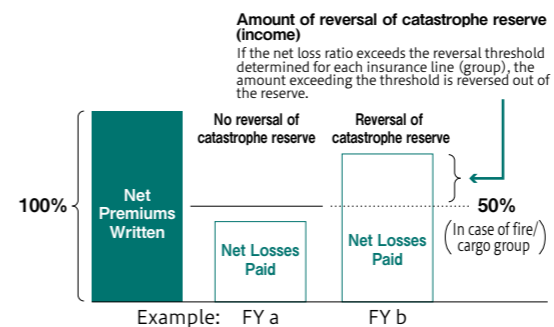 Amount of reversal of catastrophe reserve
(income)
If the net loss ratio exceeds the reversal threshold
determined for each insurance line (group), the
amount exceeding the threshold is reversed out of
the reserve.
No reversal of
catastrophe reserve
Reversal of
catastrophe reserve
100%
Net
Premiums
Written
Net Losses
Paid
Net Losses
Paid
50%
(In case of fire/
cargo group)
Example: FY a FY b